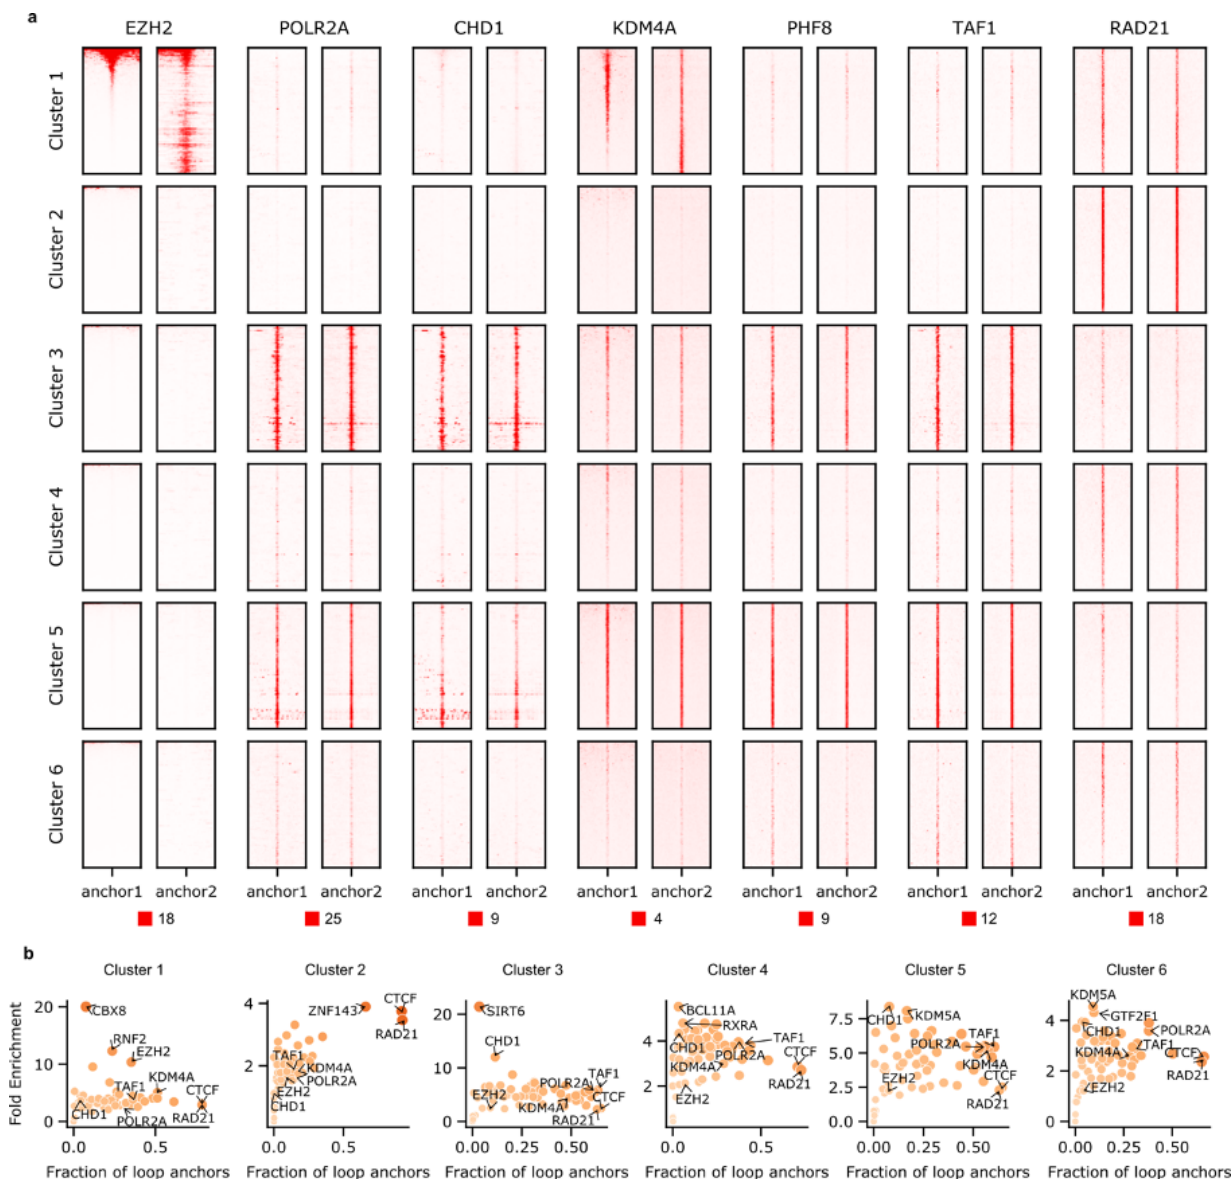 a
EZH2 POLR2A CHD1 KDM4A PHF8 TAF1 RAD21
Cluster 1
Cluster 2
Cluster 3
Cluster 4
Cluster 5
Cluster 6
anchor1 anchor2 anchor1 anchor2 anchor1 anchor2 anchor1 anchor2 anchor1 anchor2 anchor1 anchor2 anchor1 anchor2
18 25 9 4 9 12 18
b
Cluster 1 Cluster 2 Cluster 3 Cluster 4 Cluster 5 Cluster 6
Fold Enrichment
20
10
0
CBX8
RNF2
EZH2
TAF1
KDM4A
CTCF
CHD1
POLR2A
RAD21
0.0 0.5
Fraction of loop anchors
4
2
ZNF143
CTCF
RAD21
TAF1
KDM4A
POLR2A
EZH2
CHD1
0.0 0.5
Fraction of loop anchors
20
10
0
SIRT6
CHD1
EZH2
POLR2A
TAF1
KDM4A
CTCF
RAD21
0.00 0.25 0.50
Fraction of loop anchors
4
2
BCL11A
RXRA
TAF1
CHD1
POLR2A
CTCF
KDM4A
RAD21
EZH2
0.0 0.5
Fraction of loop anchors
7.5
5.0
2.5
0.0
CHD1
KDM5A
TAF1
POLR2A
KDM4A
EZH2
CTCF
RAD21
0.00 0.25 0.50
Fraction of loop anchors
4
2
0
KDM5A
GTF2F1
CHD1
POLR2A
TAF1
KDM4A
CTCF
EZH2
RAD21
0.00 0.25 0.50
Fraction of loop anchors